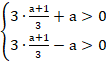 {3·(a+1)/3 + a > 0
3·(a+1)/3 − a > 0